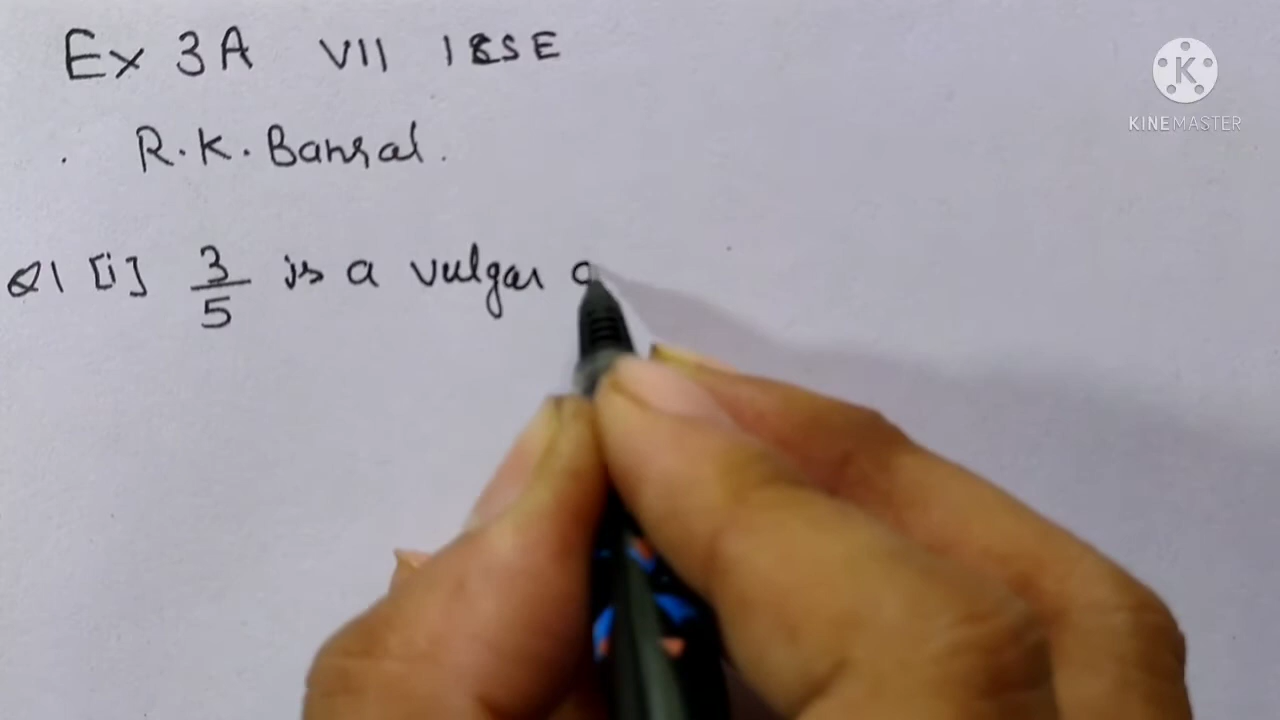 Ex 3A VII ICSE
K
KINEMASTER
R.K. Bansal.
Q1 [i] 3/5 is a vulgar